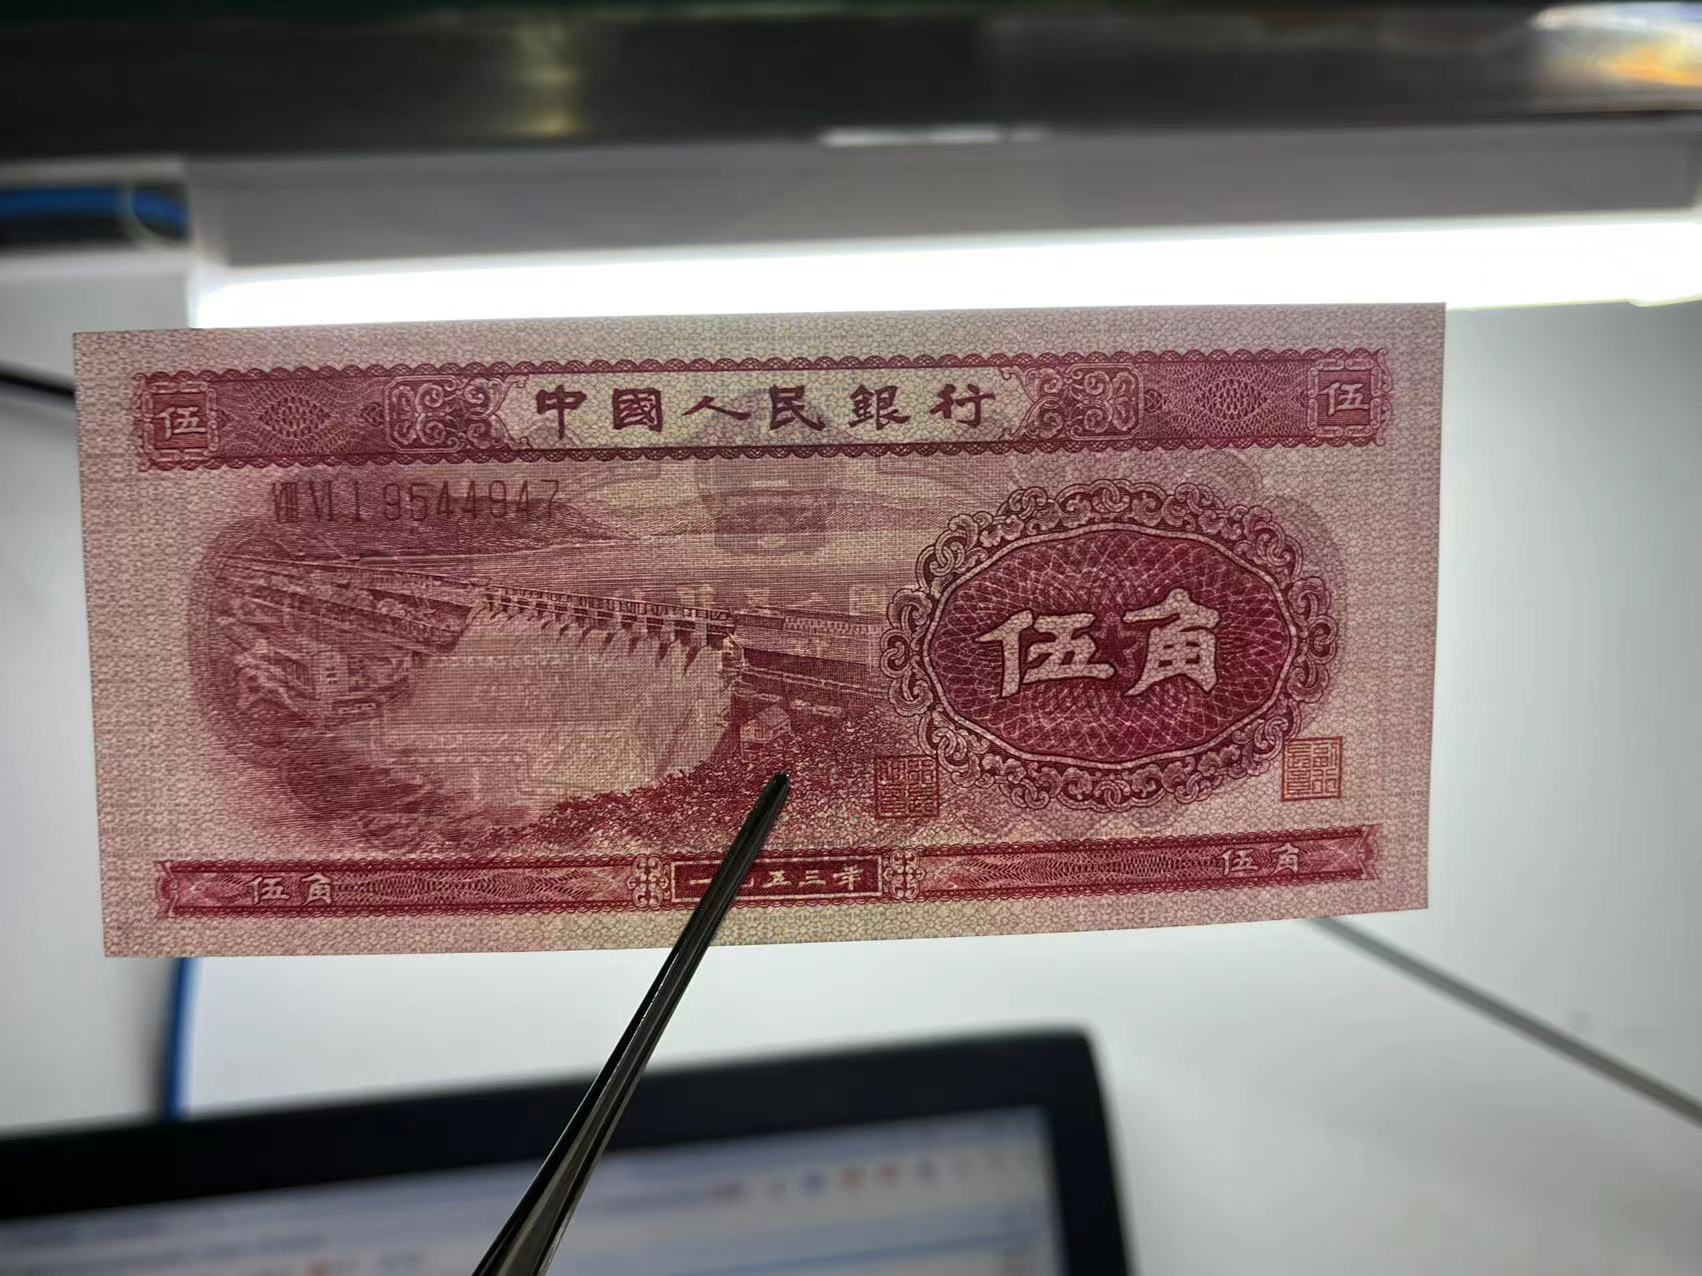 伍 中國人民銀行 伍
VIII VI I 9544947
伍角
伍角 一九五三年 伍角